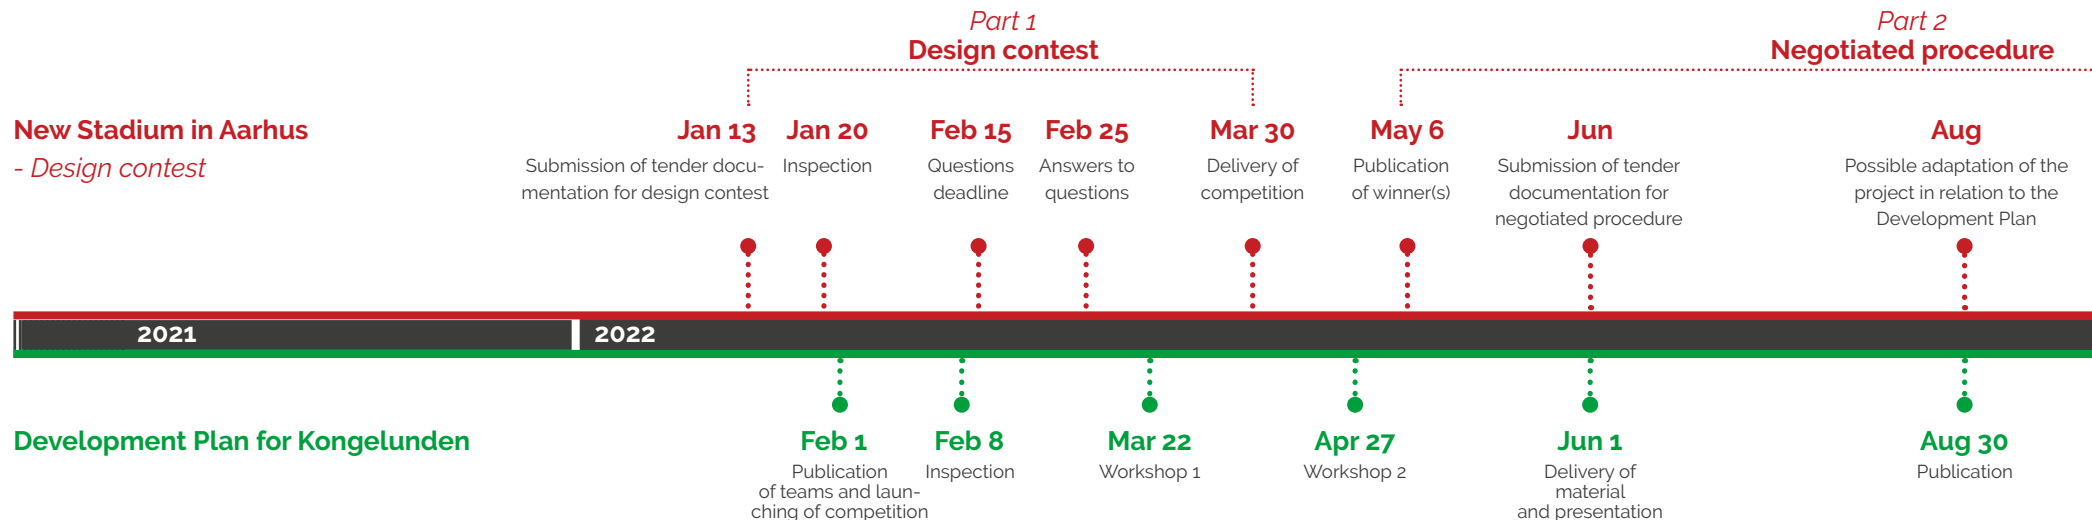 Part 1
Design contest
Part 2
Negotiated procedure
New Stadium in Aarhus
- Design contest
Jan 13
Submission of tender docu-
mentation for design contest
Jan 20
Inspection
Feb 15
Questions
deadline
Feb 25
Answers to
questions
Mar 30
Delivery of
competition
May 6
Publication
of winner(s)
Jun
Submission of tender
documentation for
negotiated procedure
Aug
Possible adaptation of the
project in relation to the
Development Plan
2021
2022
Development Plan for Kongelunden
Feb 1
Publication
of teams and laun-
ching of competition
Feb 8
Inspection
Mar 22
Workshop 1
Apr 27
Workshop 2
Jun 1
Delivery of
material
and presentation
Aug 30
Publication